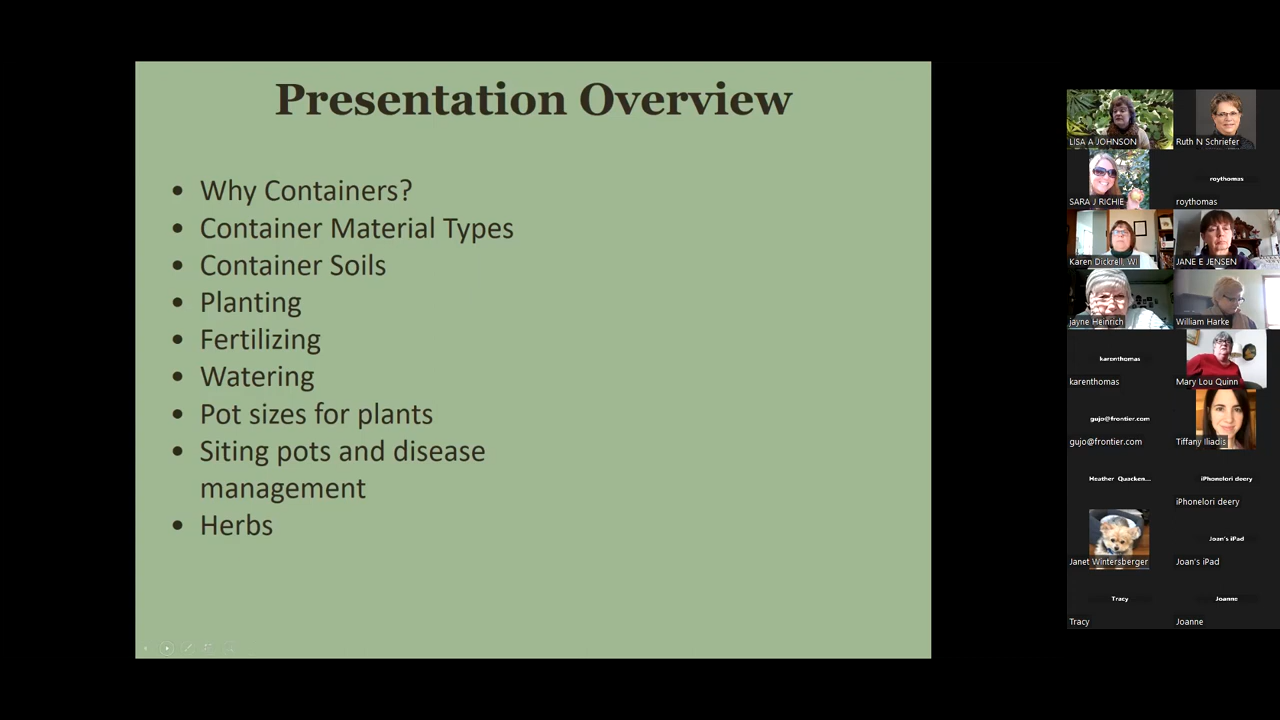 Presentation Overview
• Why Containers?
• Container Material Types
• Container Soils
• Planting
• Fertilizing
• Watering
• Pot sizes for plants
• Siting pots and disease
management
• Herbs
LISA A JOHNSON
Ruth N Schriefer
SARA J RICHIE
roythomas
roythomas
Karen Dickrell, WI
JANE E JENSEN
jayne Heinrich
William Harke
karenthomas
karenthomas
Mary Lou Quinn
gujo@frontier.com
gujo@frontier.com
Tiffany Iliadis
Heather Quacken...
iPhonelori deery
iPhonelori deery
Janet Wintersberger
Joan's iPad
Joan's iPad
Tracy
Tracy
Joanne
Joanne